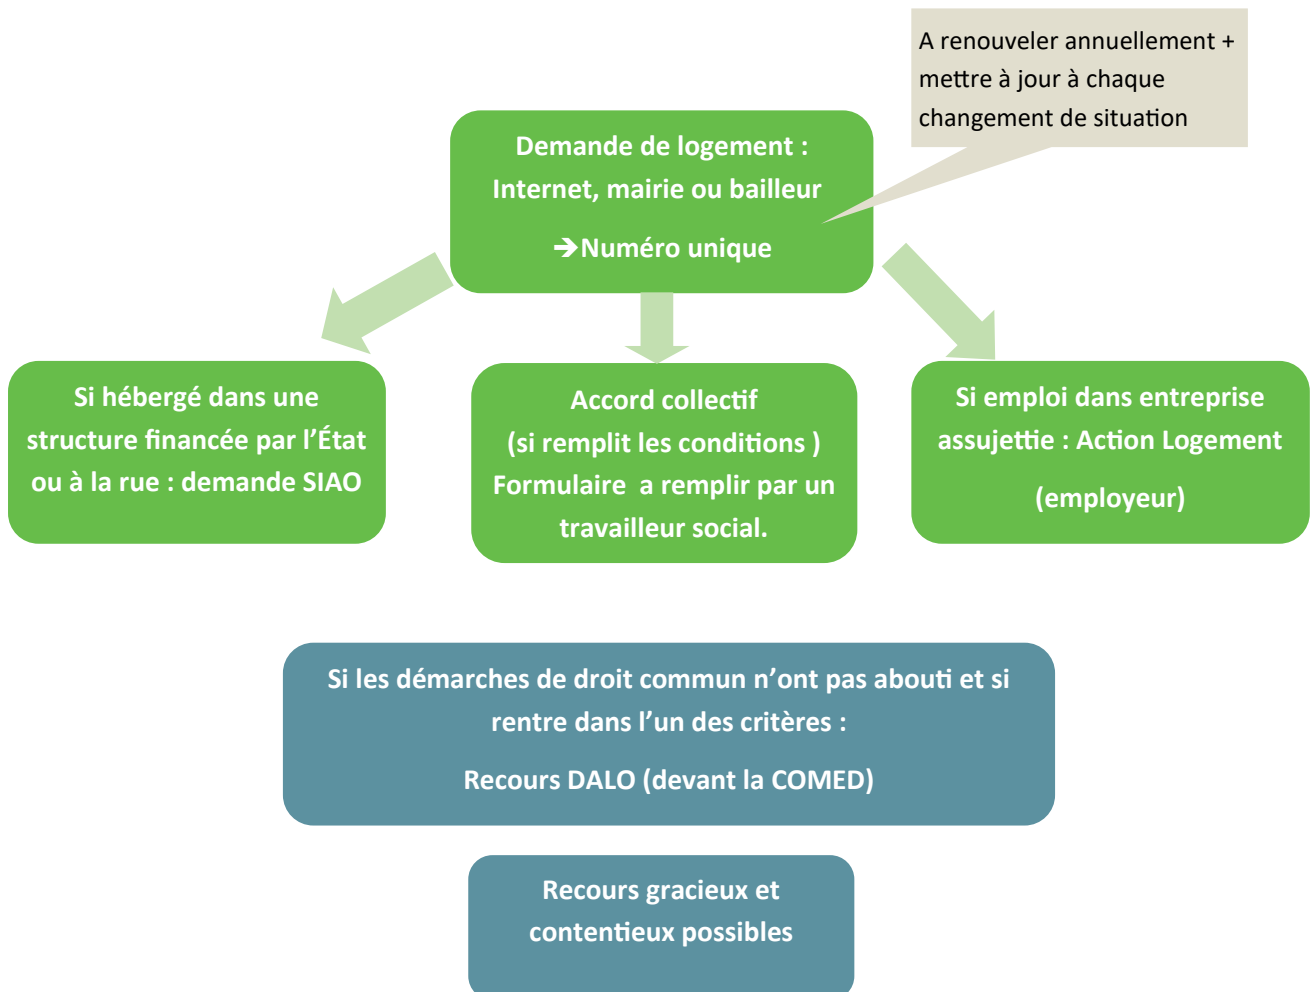 A renouveler annuellement +
mettre à jour à chaque
changement de situation
Demande de logement :
Internet, mairie ou bailleur
➔Numéro unique
Si hébergé dans une
structure financée par l’État
ou à la rue : demande SIAO
Accord collectif
(si remplit les conditions )
Formulaire  a remplir par un
travailleur social.
Si emploi dans entreprise
assujettie : Action Logement
(employeur)
Si les démarches de droit commun n’ont pas abouti et si
rentre dans l’un des critères :
Recours DALO (devant la COMED)
Recours gracieux et
contentieux possibles